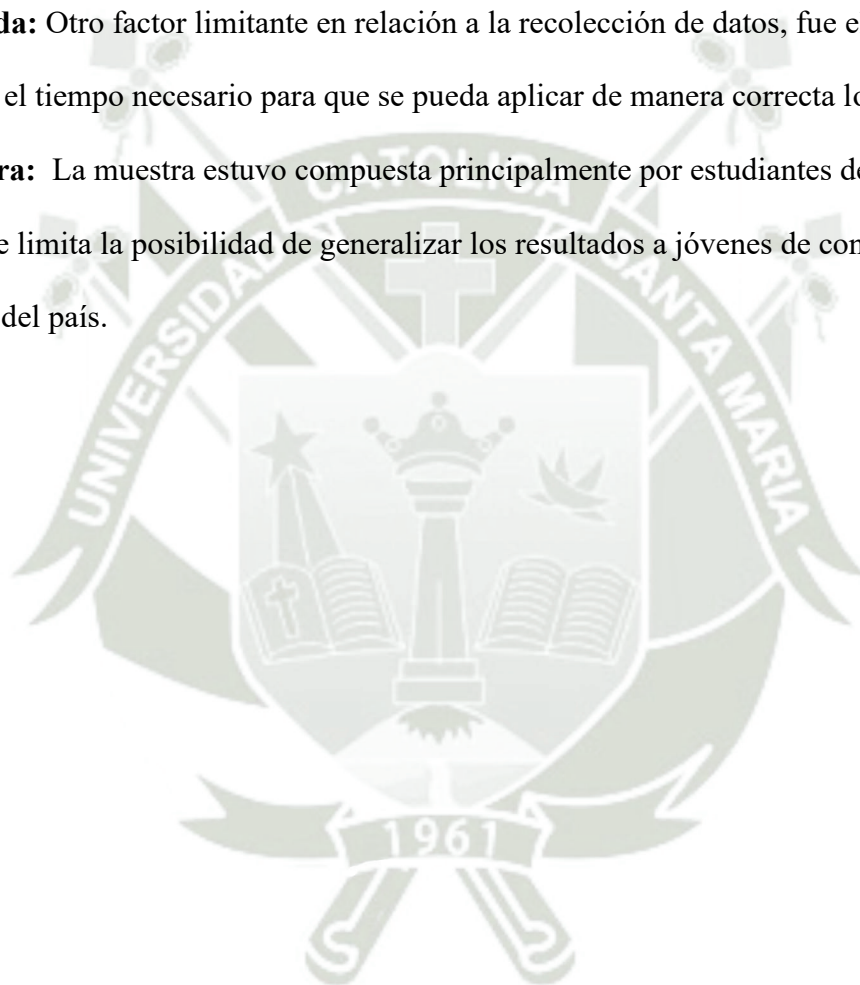 da: Otro factor limitante en relación a la recolección de datos, fue e
el tiempo necesario para que se pueda aplicar de manera correcta lo
ra: La muestra estuvo compuesta principalmente por estudiantes de
e limita la posibilidad de generalizar los resultados a jóvenes de con
del país.
UNIVERSIDAD CATOLICA SANTA MARIA
1961